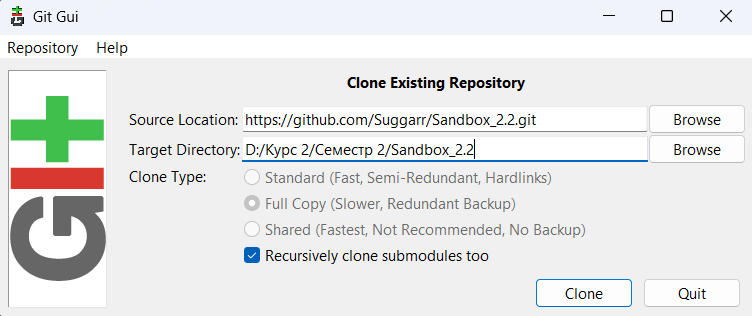 Git Gui
Repository Help
Clone Existing Repository
Source Location: https://github.com/Suggarr/Sandbox_2.2.git Browse
Target Directory: D:/Курс 2/Семестр 2/Sandbox_2.2 Browse
Clone Type: Standard (Fast, Semi-Redundant, Hardlinks)
Full Copy (Slower, Redundant Backup)
Shared (Fastest, Not Recommended, No Backup)
Recursively clone submodules too
Clone Quit